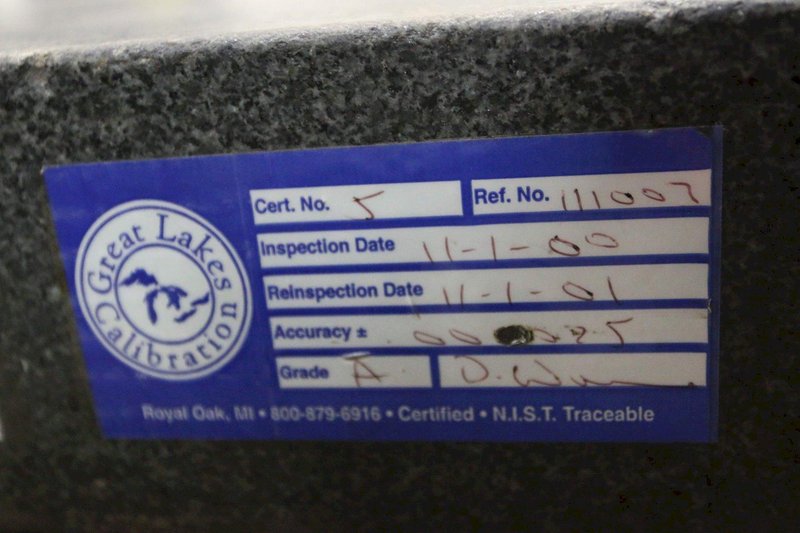 Great Lakes
Calibration
Cert. No. 5 Ref. No. 111007
Inspection Date 11-1-00
Reinspection Date 11-1-01
Accuracy ±
Grade A
Royal Oak, MI • 800-879-6916 • Certified • N.I.S.T. Traceable